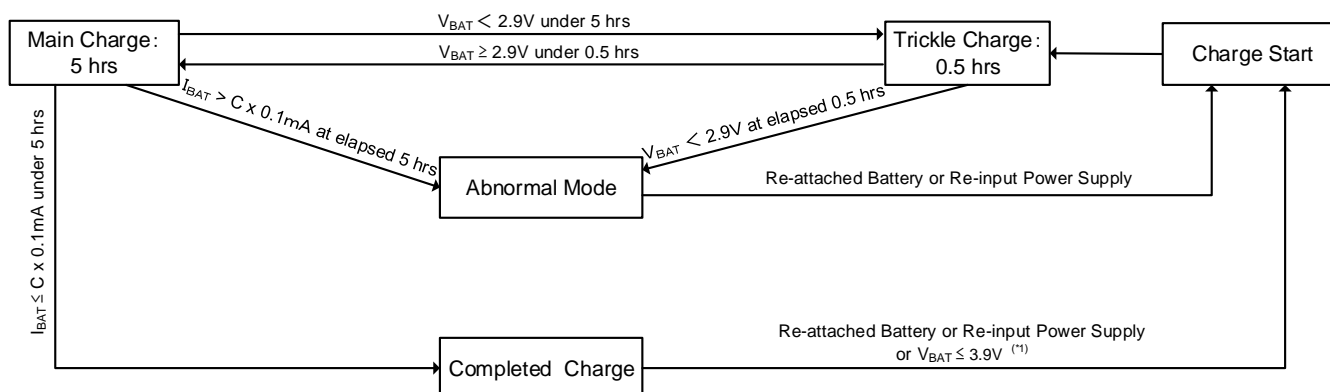 V_BAT < 2.9V under 5 hrs
Main Charge:
5 hrs
V_BAT ≥ 2.9V under 0.5 hrs
Trickle Charge:
0.5 hrs
Charge Start
I_BAT > C x 0.1mA at elapsed 5 hrs
V_BAT < 2.9V at elapsed 0.5 hrs
I_BAT ≤ C x 0.1mA under 5 hrs
Abnormal Mode
Re-attached Battery or Re-input Power Supply
Completed Charge
Re-attached Battery or Re-input Power Supply
or V_BAT ≤ 3.9V (*1)